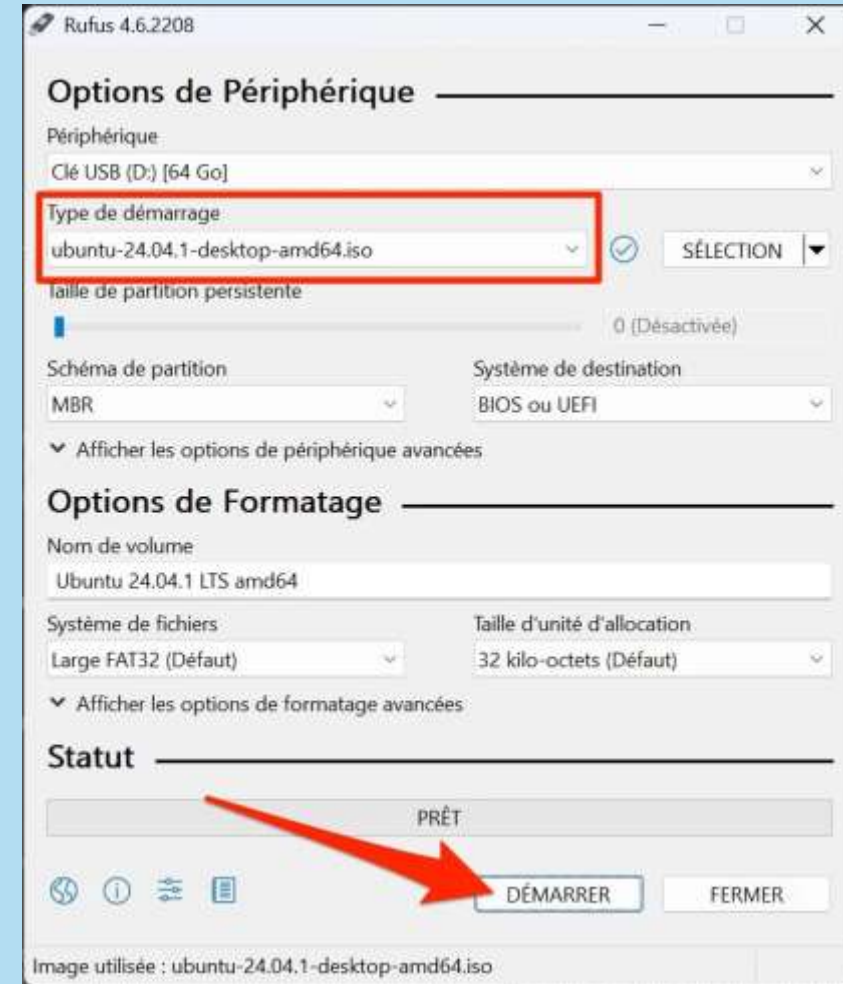 Rufus 4.6.2208
Options de Périphérique
Périphérique
Clé USB (D:) [64 Go]
Type de démarrage
ubuntu-24.04.1-desktop-amd64.iso
SÉLECTION
Taille de partition persistente
0 (Désactivée)
Schéma de partition
Système de destination
MBR
BIOS ou UEFI
Afficher les options de périphérique avancées
Options de Formatage
Nom de volume
Ubuntu 24.04.1 LTS amd64
Système de fichiers
Taille d'unité d'allocation
Large FAT32 (Défaut)
32 kilo-octets (Défaut)
Afficher les options de formatage avancées
Statut
PRÊT
DÉMARRER
FERMER
Image utilisée : ubuntu-24.04.1-desktop-amd64.iso